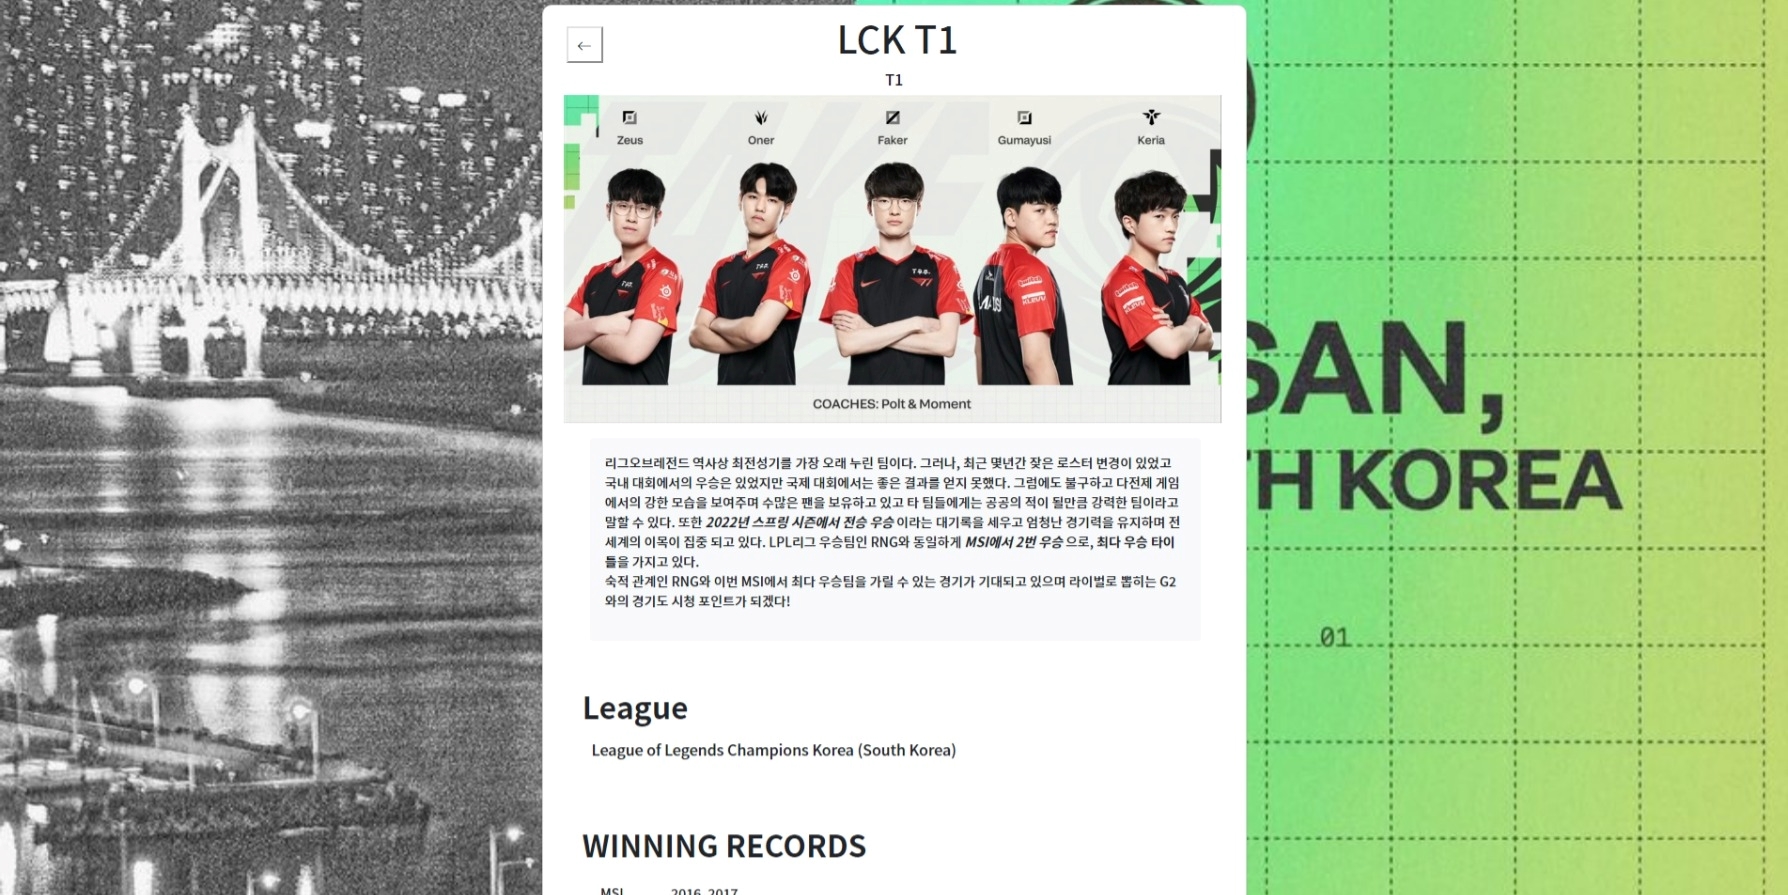 ←
LCK T1
T1
Zeus
Oner
Faker
Gumayusi
Keria
COACHES: Polt & Moment
리그오브레전드 역사상 최전성기를 가장 오래 누린 팀이다. 그러나, 최근 몇년간 잦은 로스터 변경이 있었고
국내 대회에서의 우승은 있었지만 국제 대회에서는 좋은 결과를 얻지 못했다. 그럼에도 불구하고 다전제 게임
에서의 강한 모습을 보여주며 수많은 팬을 보유하고 있고 타 팀들에게는 공공의 적이 될만큼 강력한 팀이라고
말할 수 있다. 또한 2022년 스프링 시즌에서 전승 우승 이라는 대기록을 세우고 엄청난 경기력을 유지하며 전
세계의 이목이 집중 되고 있다. LPL리그 우승팀인 RNG와 동일하게 MSI에서 2번 우승 으로, 최다 우승 타이
틀을 가지고 있다.
숙적 관계인 RNG와 이번 MSI에서 최다 우승팀을 가릴 수 있는 경기가 기대되고 있으며 라이벌로 뽑히는 G2
와의 경기도 시청 포인트가 되겠다!
SAN,
TH KOREA
01
League
League of Legends Champions Korea (South Korea)
WINNING RECORDS
MSI 2016, 2017